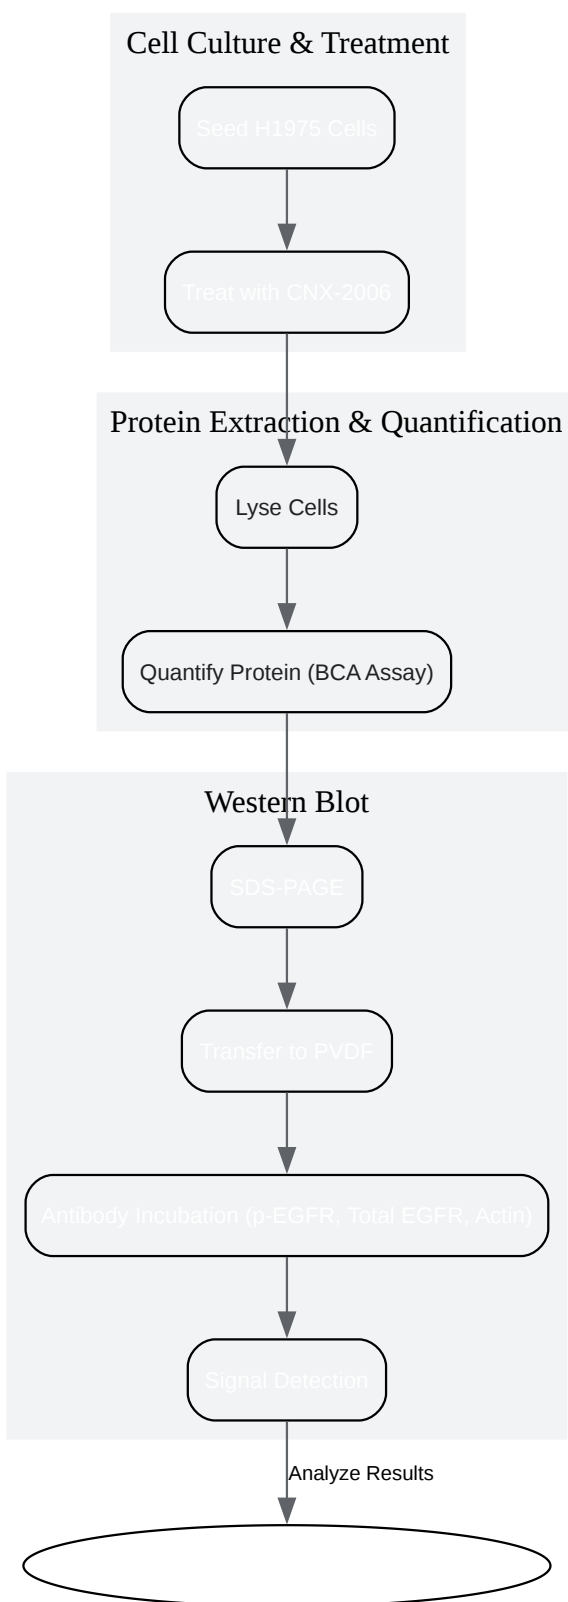 Cell Culture & Treatment
Seed H1975 Cells
Treat with CNX-2006
Protein Extraction & Quantification
Lyse Cells
Quantify Protein (BCA Assay)
Western Blot
SDS-PAGE
Transfer to PVDF
Antibody Incubation (p-EGFR, Total EGFR, Actin)
Signal Detection
Analyze Results